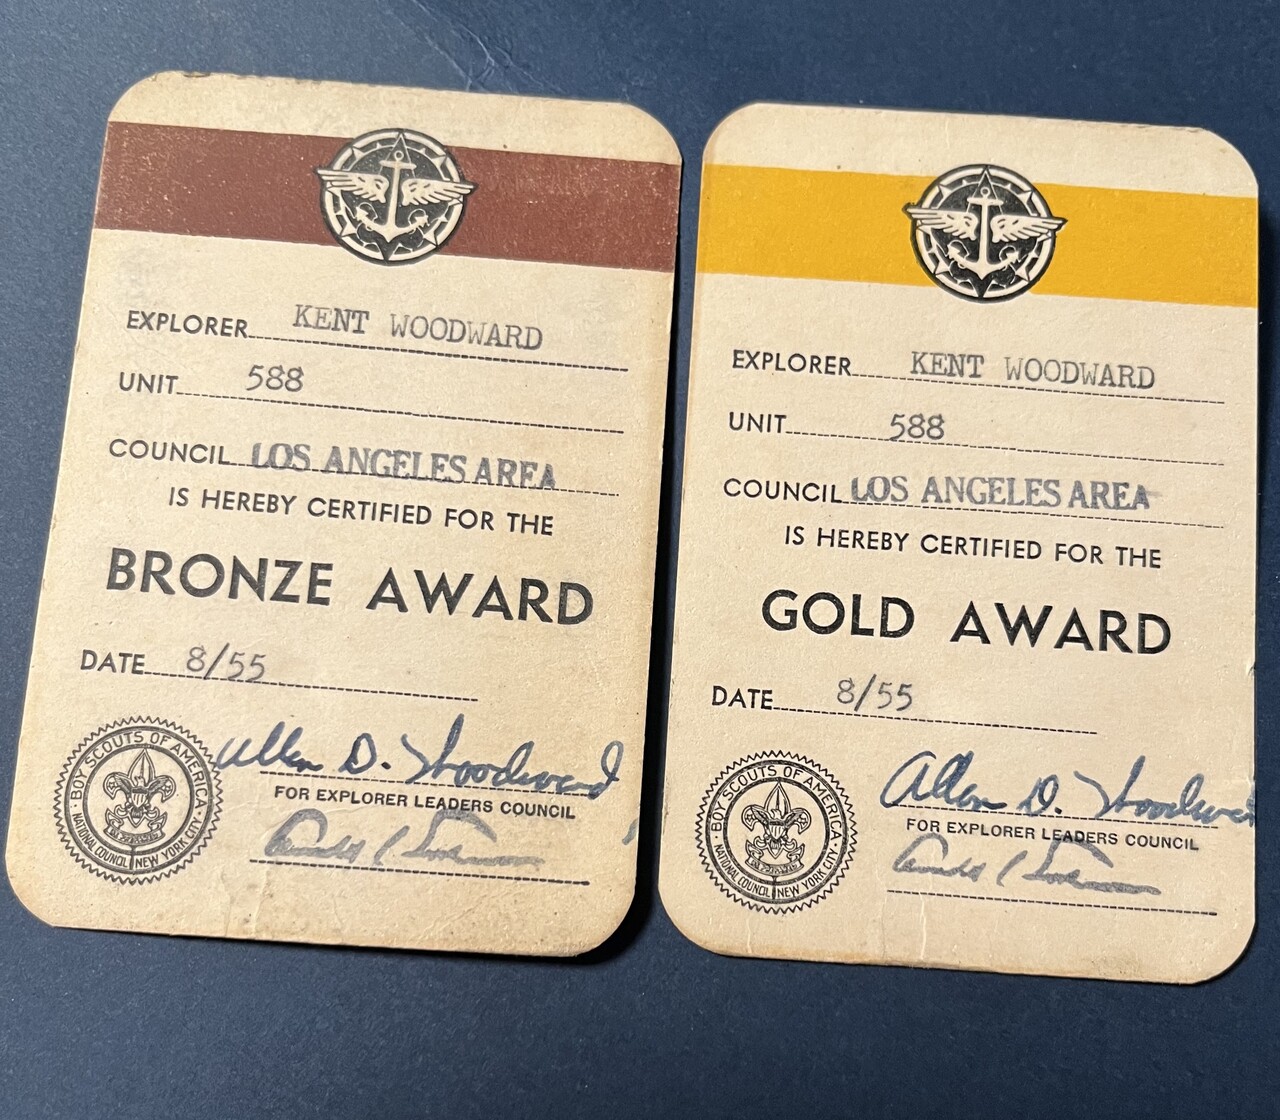 EXPLORER KENT WOODWARD
UNIT 588
COUNCIL LOS ANGELES AREA
IS HEREBY CERTIFIED FOR THE
BRONZE AWARD
DATE 8/55
BOY SCOUTS OF AMERICA
NATIONAL COUNCIL NEW YORK CITY
Allen D. Woodward
FOR EXPLORER LEADERS COUNCIL
EXPLORER KENT WOODWARD
UNIT 588
COUNCIL LOS ANGELES AREA
IS HEREBY CERTIFIED FOR THE
GOLD AWARD
DATE 8/55
BOY SCOUTS OF AMERICA
NATIONAL COUNCIL NEW YORK CITY
Allen D. Woodwar
FOR EXPLORER LEADERS COUNCIL